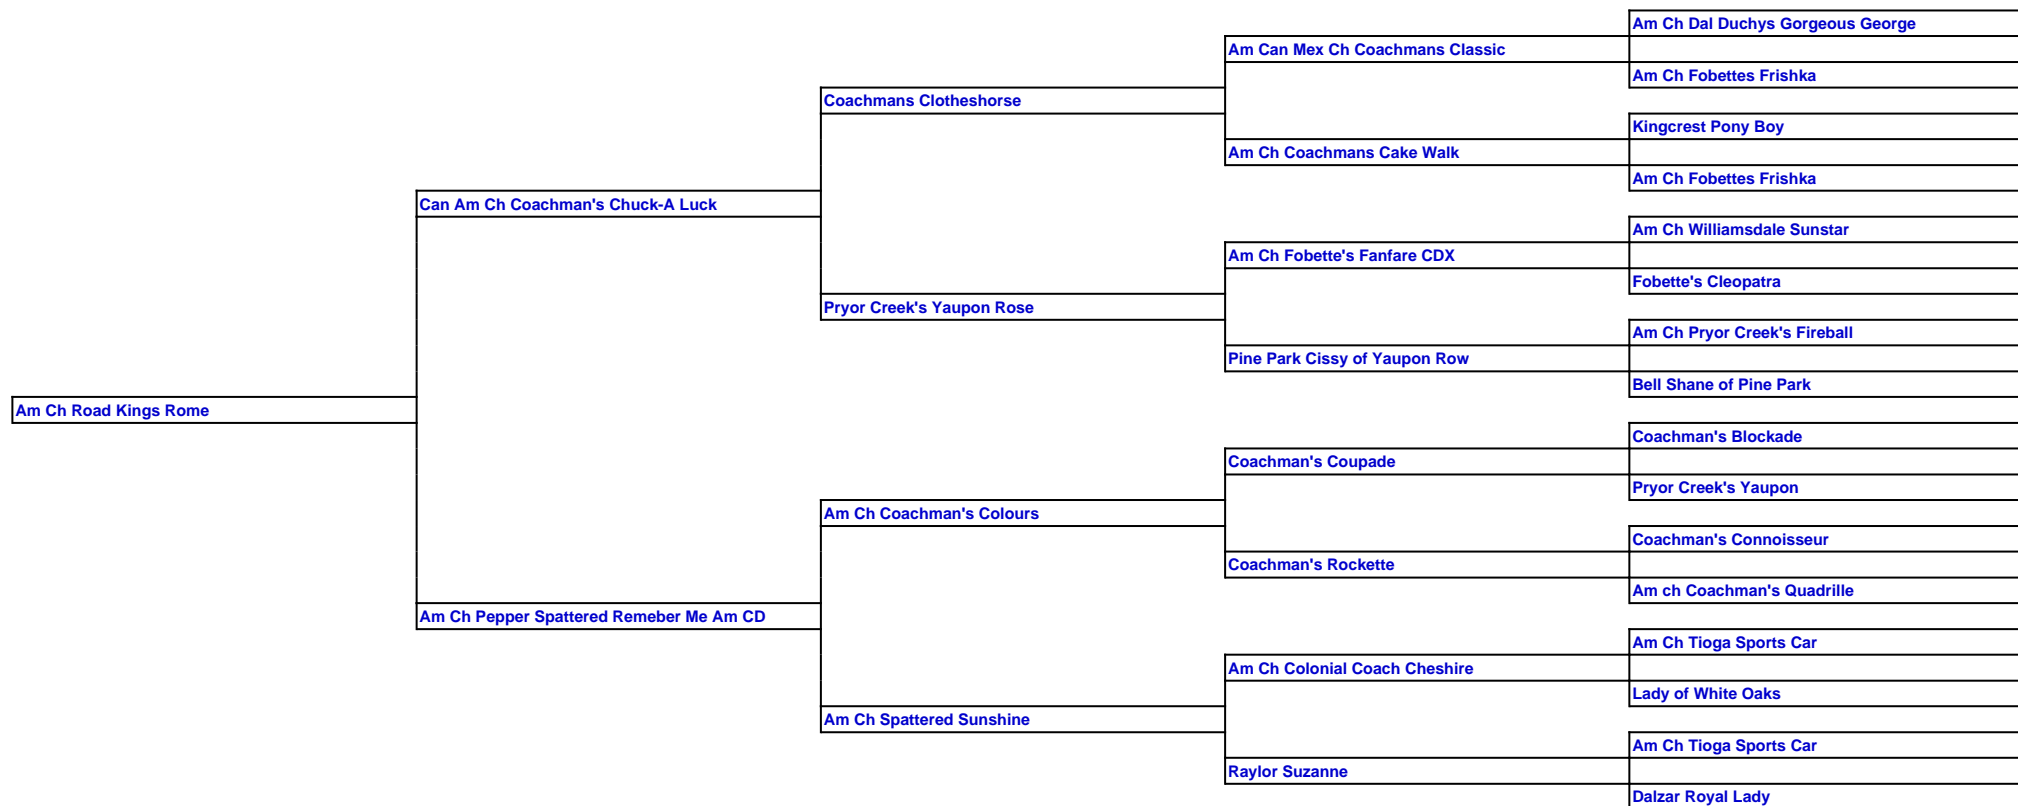 Am Ch Dal Duchys Gorgeous George
Am Can Mex Ch Coachmans Classic
Am Ch Fobettes Frishka
Coachmans Clotheshorse
Kingcrest Pony Boy
Am Ch Coachmans Cake Walk
Am Ch Fobettes Frishka
Can Am Ch Coachman's Chuck-A Luck
Am Ch Williamsdale Sunstar
Am Ch Fobette's Fanfare CDX
Fobette's Cleopatra
Pryor Creek's Yaupon Rose
Am Ch Pryor Creek's Fireball
Pine Park Cissy of Yaupon Row
Bell Shane of Pine Park
Am Ch Road Kings Rome
Coachman's Blockade
Coachman's Coupade
Pryor Creek's Yaupon
Am Ch Coachman's Colours
Coachman's Connoisseur
Coachman's Rockette
Am ch Coachman's Quadrille
Am Ch Pepper Spattered Remeber Me Am CD
Am Ch Tioga Sports Car
Am Ch Colonial Coach Cheshire
Lady of White Oaks
Am Ch Spattered Sunshine
Am Ch Tioga Sports Car
Raylor Suzanne
Dalzar Royal Lady